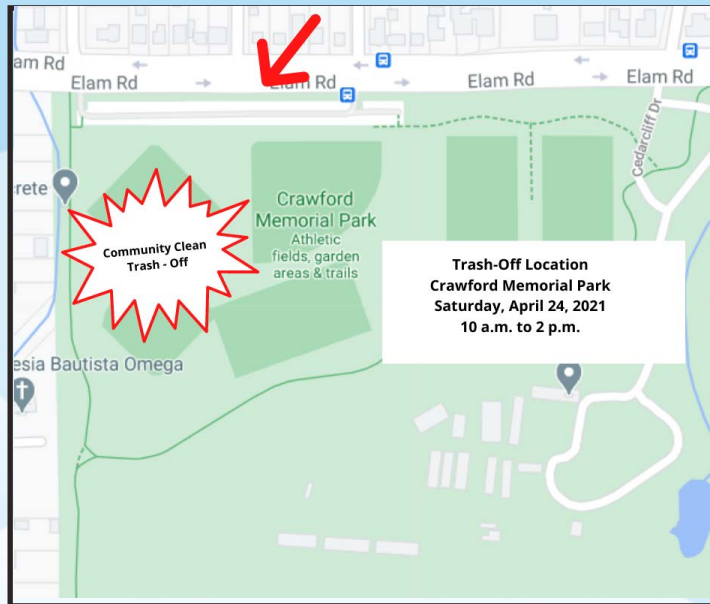 am Rd
Elam Rd
Elam Rd
Elam Rd
Elam Rd
Cedarcliff Dr
rete
Crawford
Memorial Park
Athletic
fields, garden
areas & trails
Community Clean
Trash - Off
Trash-Off Location
Crawford Memorial Park
Saturday, April 24, 2021
10 a.m. to 2 p.m.
esia Bautista Omega